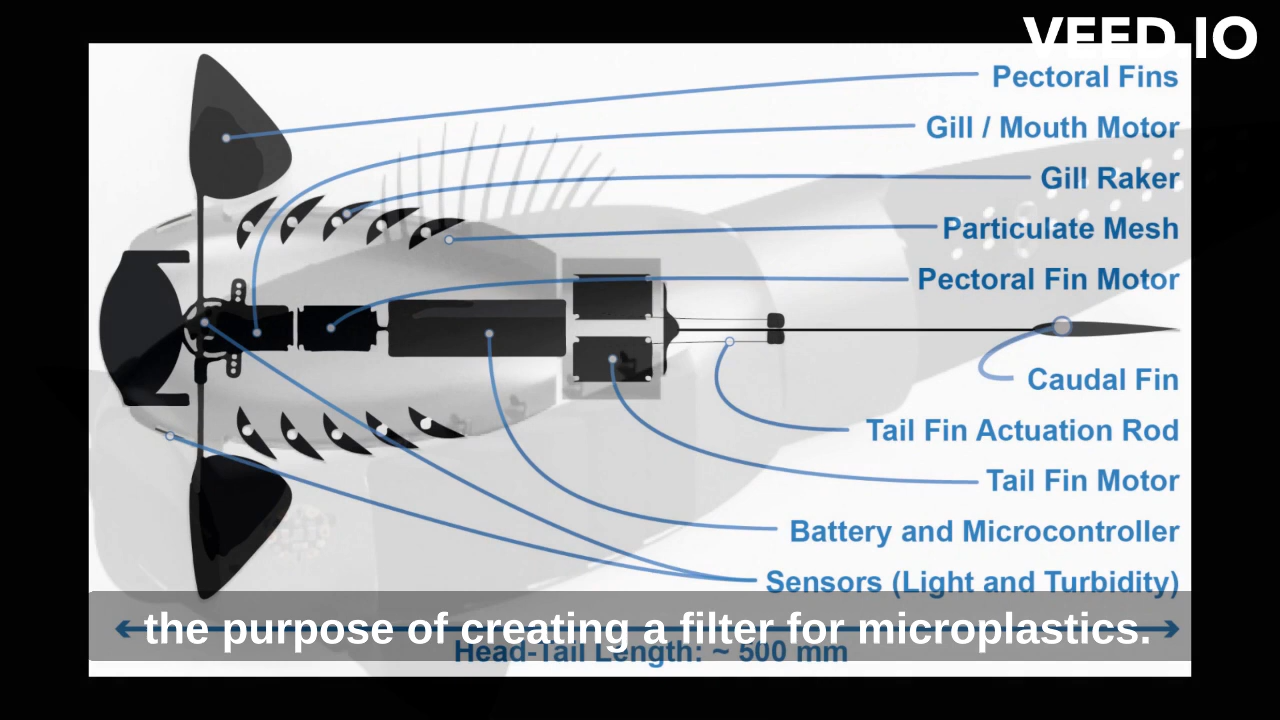 VEED.IO
Pectoral Fins
Gill / Mouth Motor
Gill Raker
Particulate Mesh
Pectoral Fin Motor
Caudal Fin
Tail Fin Actuation Rod
Tail Fin Motor
Battery and Microcontroller
Sensors (Light and Turbidity)
the purpose of creating a filter for microplastics.
Head-Tail Length: ~ 500 mm